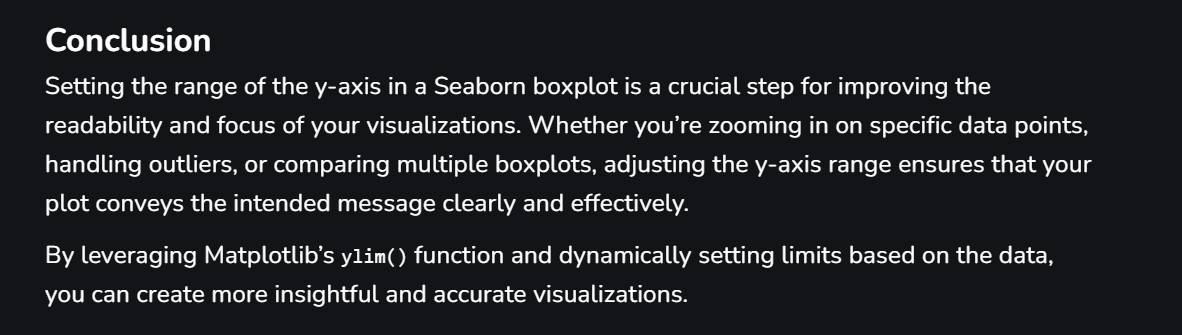 Conclusion
Setting the range of the y-axis in a Seaborn boxplot is a crucial step for improving the
readability and focus of your visualizations. Whether you’re zooming in on specific data points,
handling outliers, or comparing multiple boxplots, adjusting the y-axis range ensures that your
plot conveys the intended message clearly and effectively.
By leveraging Matplotlib’s ylim() function and dynamically setting limits based on the data,
you can create more insightful and accurate visualizations.